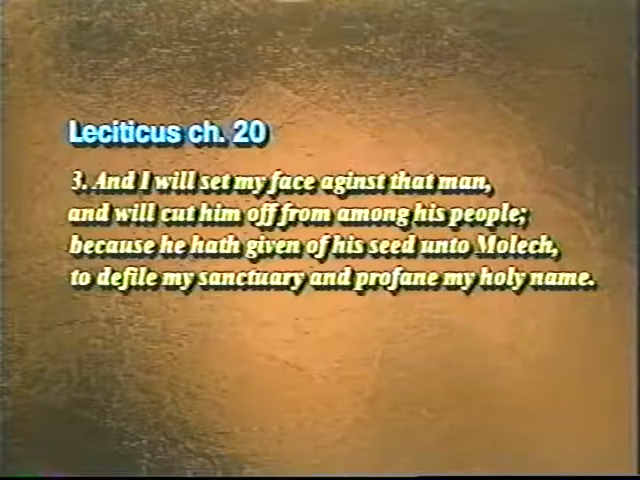 Leciticus ch. 20
3. And I will set my face aginst that man,
and will cut him off from among his people;
because he hath given of his seed unto Molech,
to defile my sanctuary and profane my holy name.